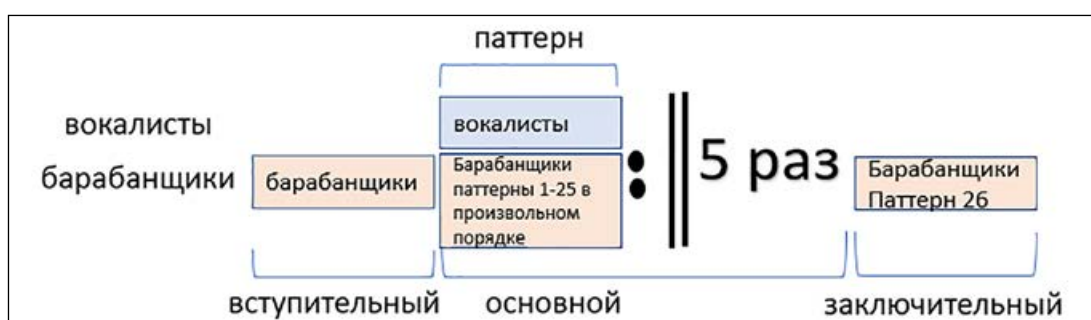 паттерн
вокалисты
вокалисты
барабанщики
барабанщики
Барабанщики
паттерны 1-25 в
произвольном
порядке
5 раз
Барабанщики
Паттерн 26
вступительный
основной
заключительный